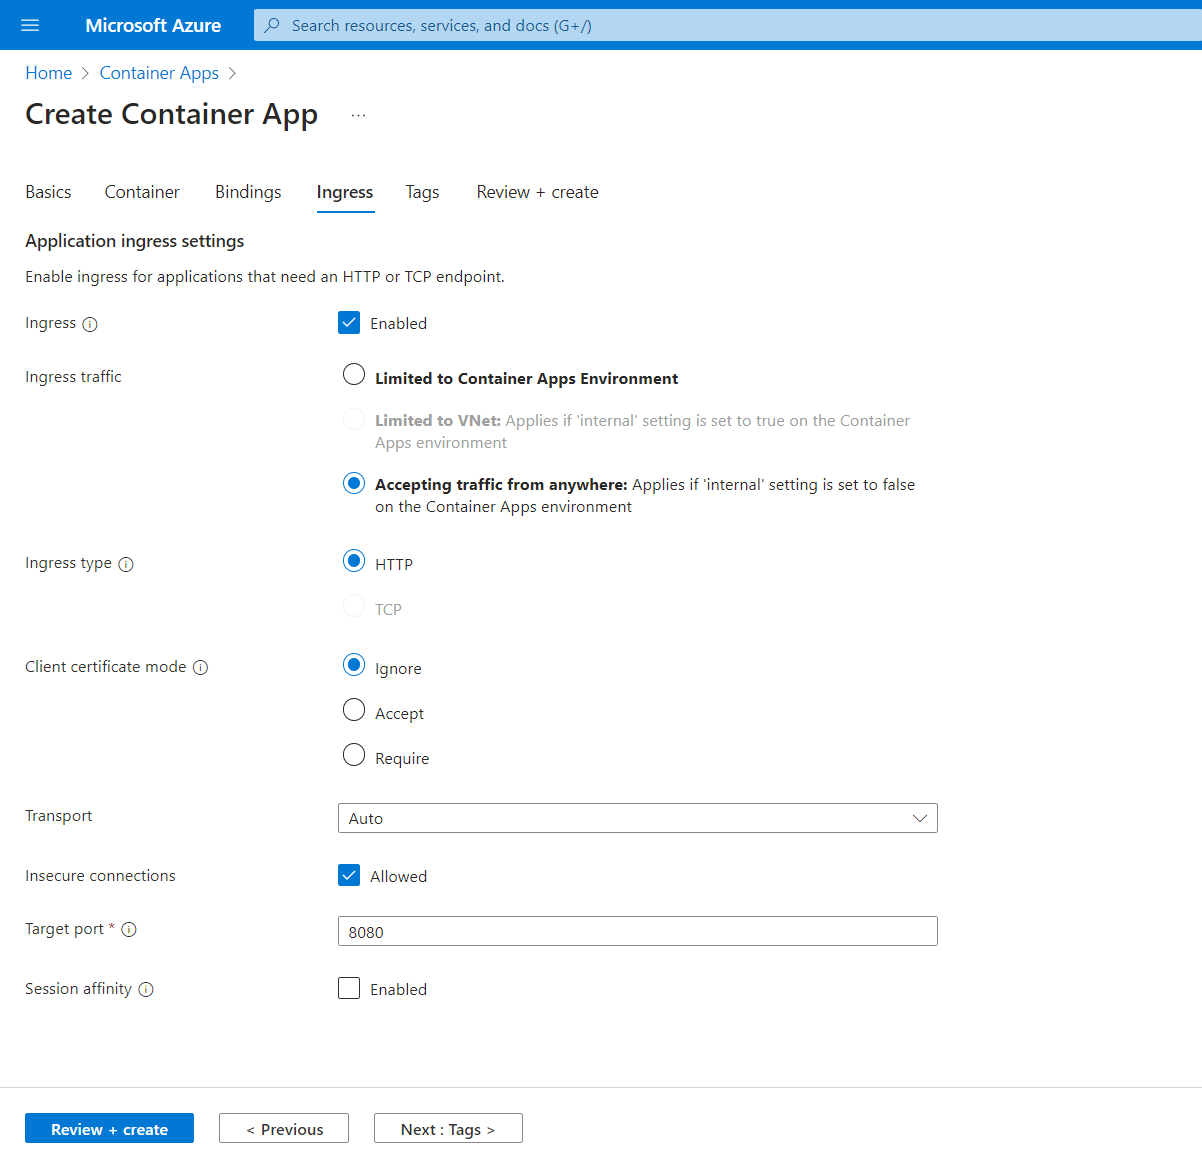 Microsoft Azure
Search resources, services, and docs (G+/)
Home > Container Apps >
Create Container App ...
Basics Container Bindings Ingress Tags Review + create
Application ingress settings
Enable ingress for applications that need an HTTP or TCP endpoint.
Ingress
Enabled
Ingress traffic
Limited to Container Apps Environment
Limited to VNet: Applies if 'internal' setting is set to true on the Container
Apps environment
Accepting traffic from anywhere: Applies if 'internal' setting is set to false
on the Container Apps environment
Ingress type
HTTP
TCP
Client certificate mode
Ignore
Accept
Require
Transport
Auto
Insecure connections
Allowed
Target port *
8080
Session affinity
Enabled
Review + create
< Previous
Next : Tags >